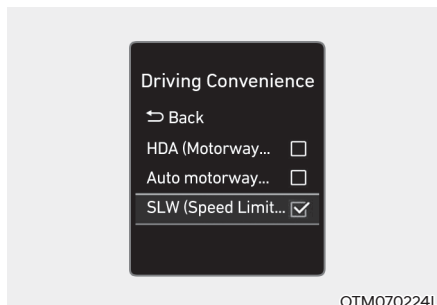 Driving Convenience
Back
HDA (Motorway...
Auto motorway...
SLW (Speed Limit...
OTM070224L